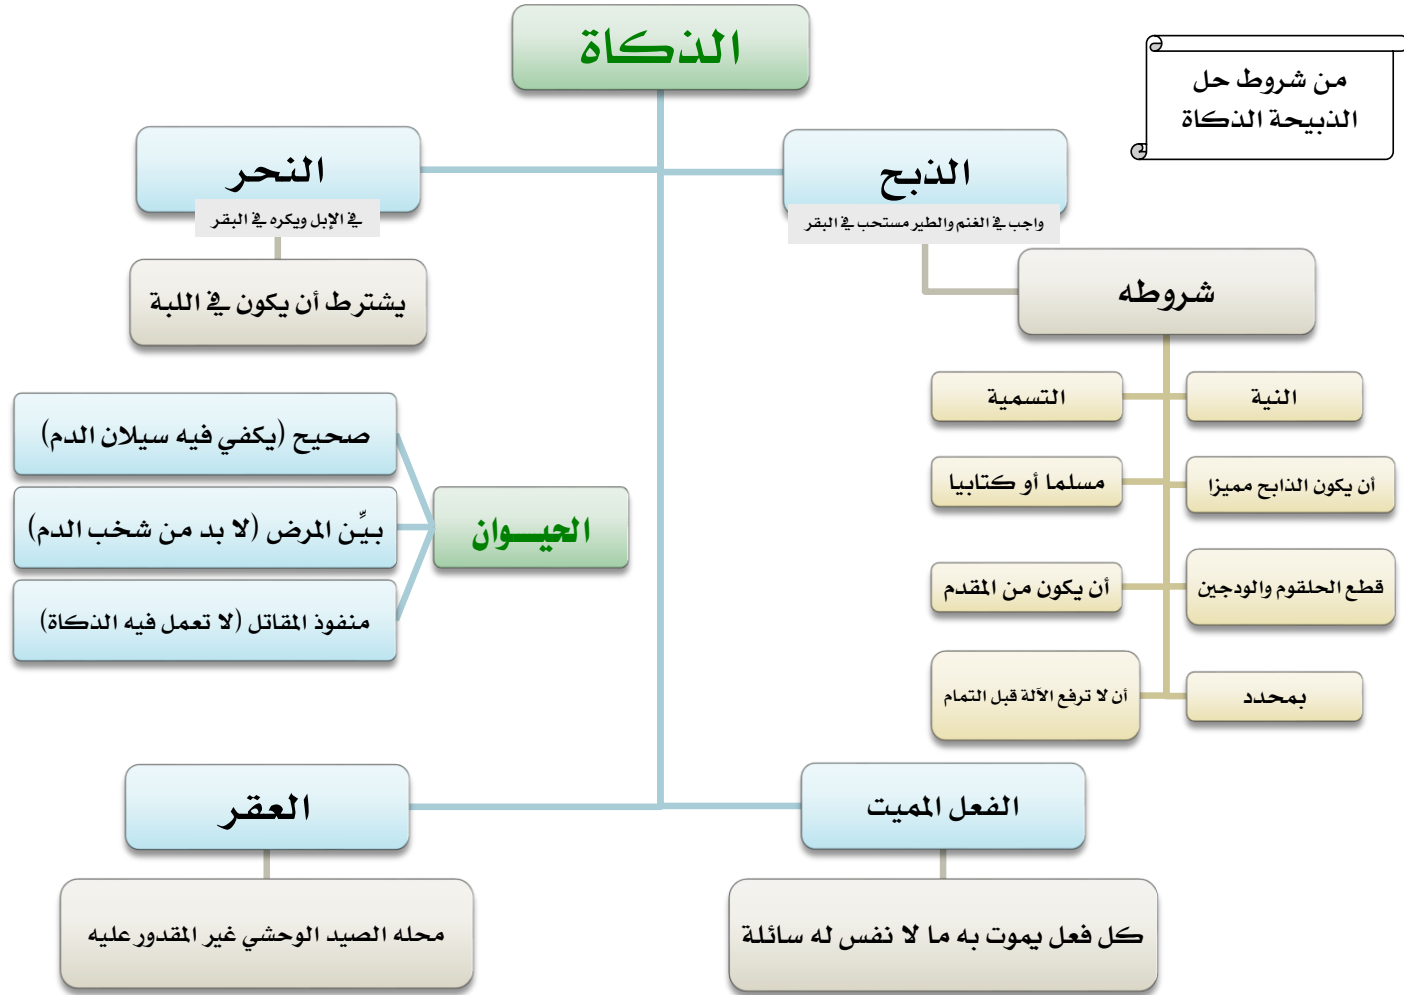 الذكاة
من شروط حل
الذبيحة الذكاة
الذبح
واجب في الغنم والطير مستحب في البقر
النحر
في الإبل ويكره في البقر
يشترط أن يكون في اللبة
شروطه
النية
التسمية
أن يكون الذابح مميزا
مسلما أو كتابيا
قطع الحلقوم والودجين
أن يكون من المقدم
بمحدد
أن لا ترفع الآلة قبل التمام
الحيــوان
صحيح (يكفي فيه سيلان الدم)
بيِّن المرض (لا بد من شخب الدم)
منفوذ المقاتل (لا تعمل فيه الذكاة)
الفعل المميت
كل فعل يموت به ما لا نفس له سائلة
العقر
محله الصيد الوحشي غير المقدور عليه